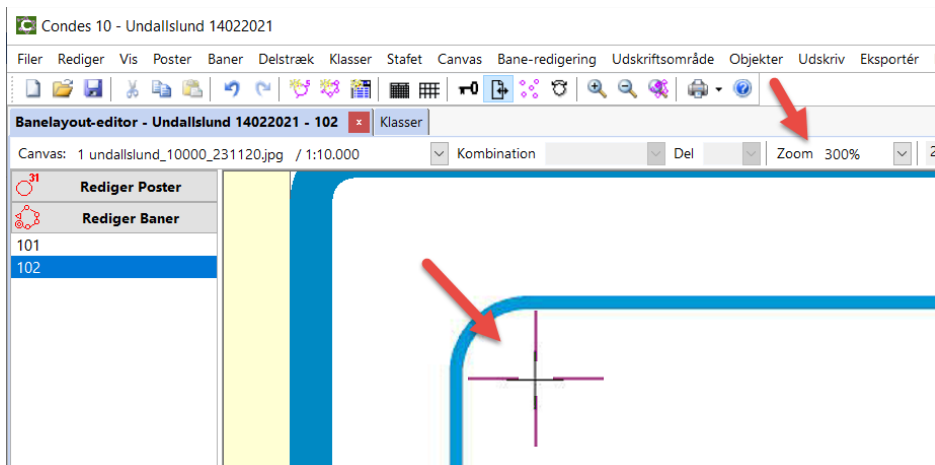 Condes 10 - Undallslund 14022021
Filer Rediger Vis Poster Baner Delstræk Klasser Stafet Canvas Bane-redigering Udskriftsområde Objekter Udskriv Eksportér
Banelayout-editor - Undallslund 14022021 - 102 x Klasser
Canvas: 1 undallslund_10000_231120.jpg / 1:10.000 Kombination Del Zoom 300% 2
31
Rediger Poster
Rediger Baner
101
102